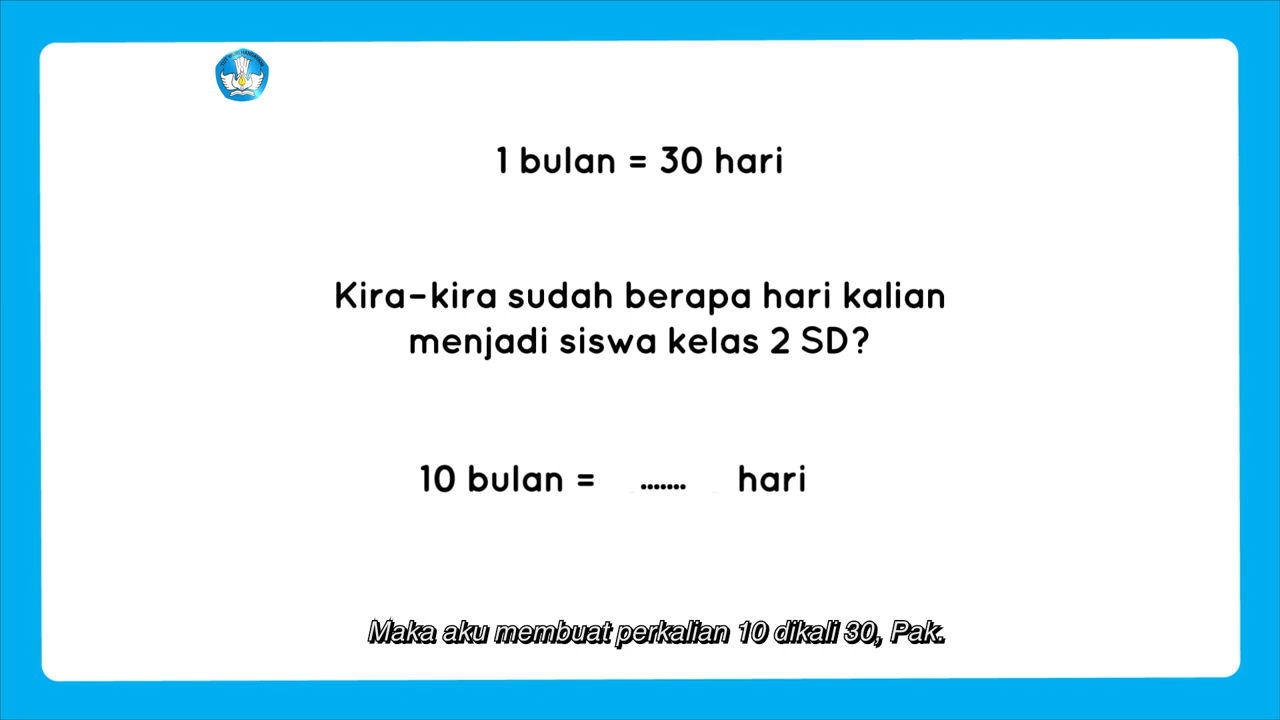 1 bulan = 30 hari
Kira-kira sudah berapa hari kalian
menjadi siswa kelas 2 SD?
10 bulan = ....... hari
Maka aku membuat perkalian 10 dikali 30, Pak.